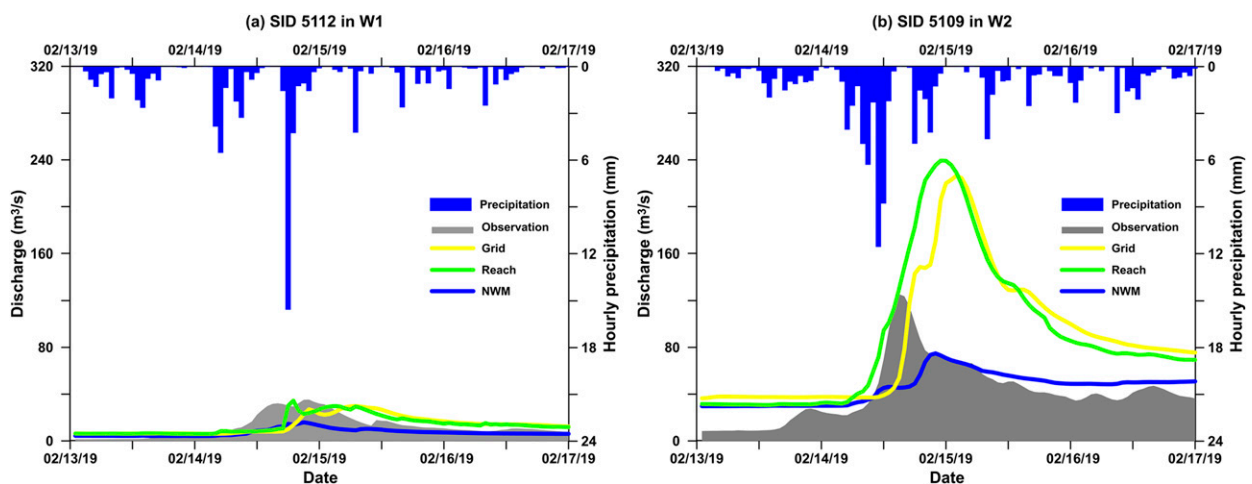 (a) SID 5112 in W1
02/13/19 02/14/19 02/15/19 02/16/19 02/17/19
320 0
240 6
160 12
80 18
0 24
Discharge (m³/s)
Hourly precipitation (mm)
Precipitation
Observation
Grid
Reach
NWM
02/13/19 02/14/19 02/15/19 02/16/19 02/17/19
Date
(b) SID 5109 in W2
02/13/19 02/14/19 02/15/19 02/16/19 02/17/19
320 0
240 6
160 12
80 18
0 24
Discharge (m³/s)
Hourly precipitation (mm)
Precipitation
Observation
Grid
Reach
NWM
02/13/19 02/14/19 02/15/19 02/16/19 02/17/19
Date